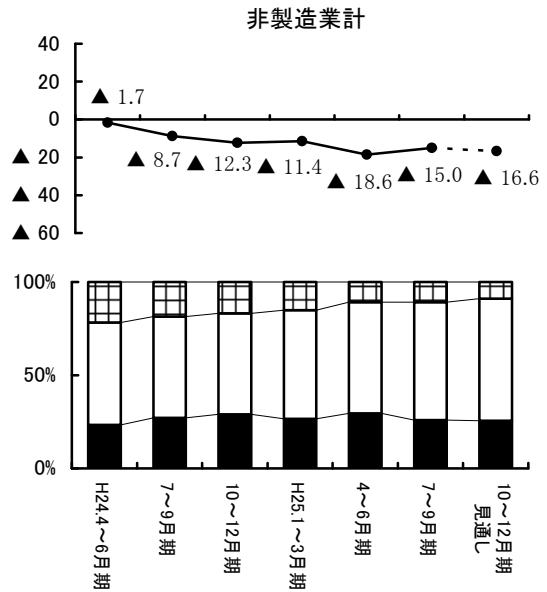 非製造業計
40
20
0
▲ 20
▲ 40
▲ 60
▲ 1.7
▲ 8.7
▲ 12.3
▲ 11.4
▲ 18.6
▲ 15.0
▲ 16.6
100%
50%
0%
H24.4～6月期
7～9月期
10～12月期
H25.1～3月期
4～6月期
7～9月期
10～12月期
見通し